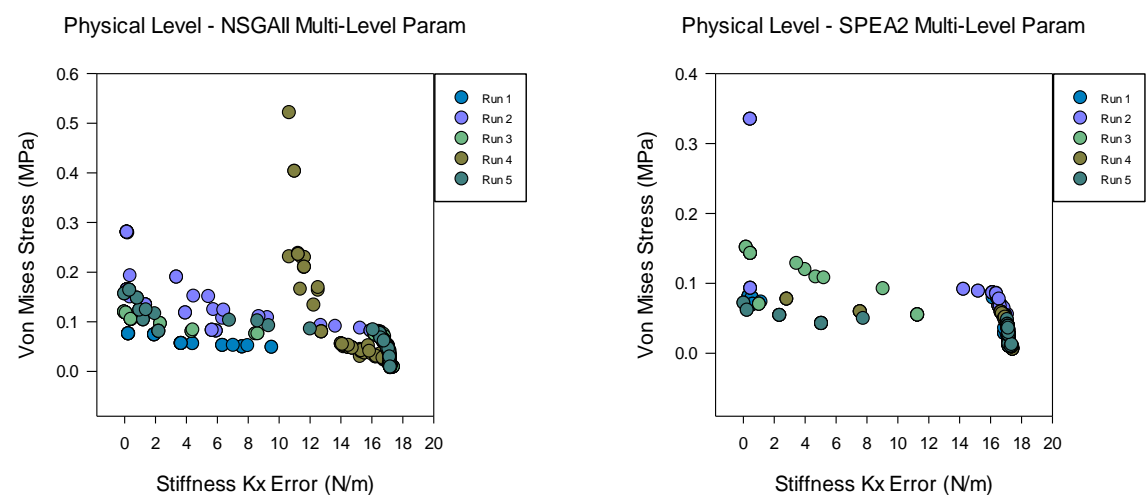 Physical Level - NSGAII Multi-Level Param
Von Mises Stress (MPa)
0.6
0.5
0.4
0.3
0.2
0.1
0.0
0 2 4 6 8 10 12 14 16 18 20
Stiffness Kx Error (N/m)
Run 1
Run 2
Run 3
Run 4
Run 5
Physical Level - SPEA2 Multi-Level Param
Von Mises Stress (MPa)
0.4
0.3
0.2
0.1
0.0
0 2 4 6 8 10 12 14 16 18 20
Stiffness Kx Error (N/m)
Run 1
Run 2
Run 3
Run 4
Run 5